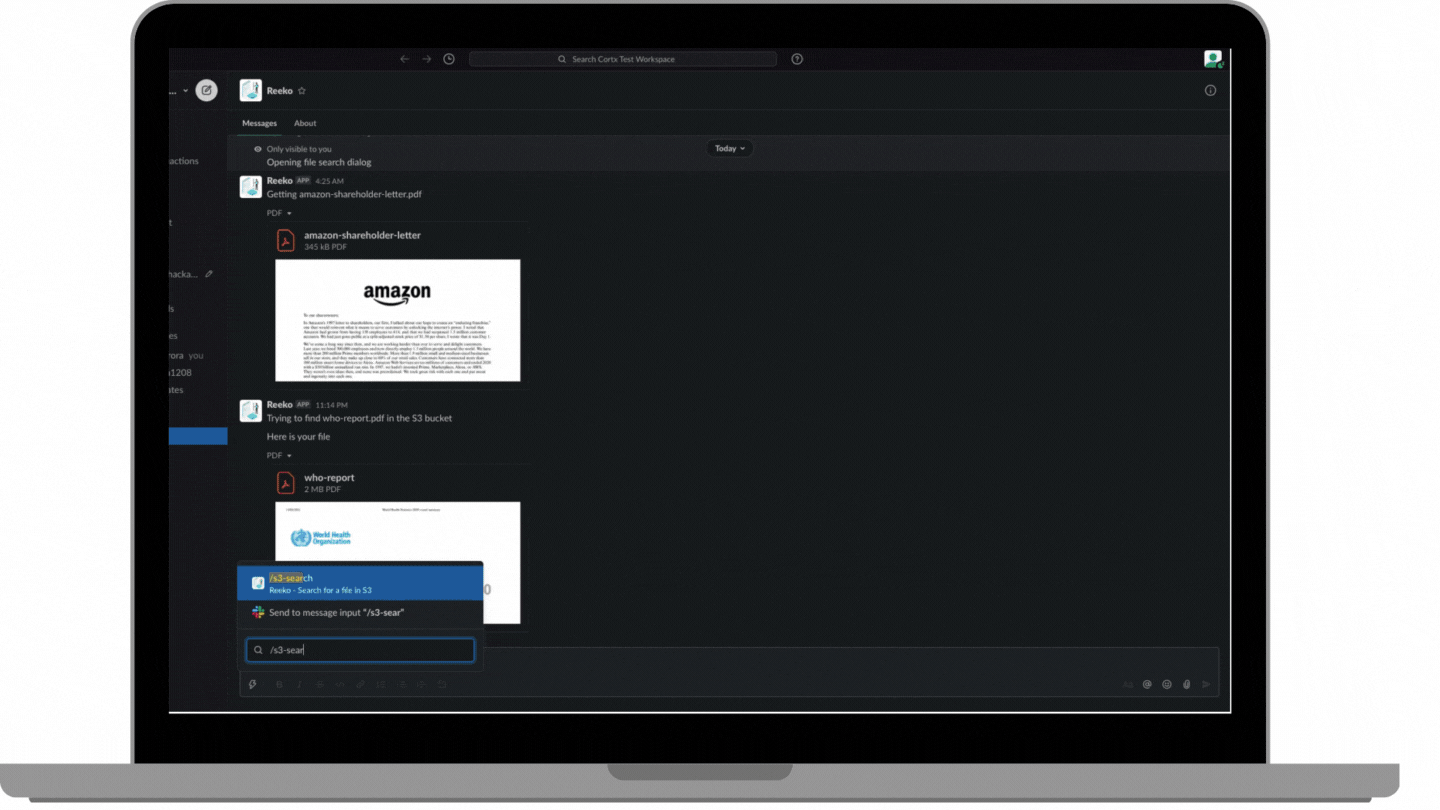 Search Cortx Test Workspace
...
Reeko
Messages About
actions
t
hacka...
ls
es
rora you
1208
ates
Only visible to you
Opening file search dialog
Today
Reeko APP 4:25 AM
Getting amazon-shareholder-letter.pdf
PDF
amazon-shareholder-letter
345 kB PDF
amazon
To our shareowners:
Reeko APP 11:14 PM
Trying to find who-report.pdf in the S3 bucket
Here is your file
PDF
who-report
2 MB PDF
World Health
Organization
/s3-search
Reeko - Search for a file in S3
Send to message input "/s3-sear"
/s3-sear